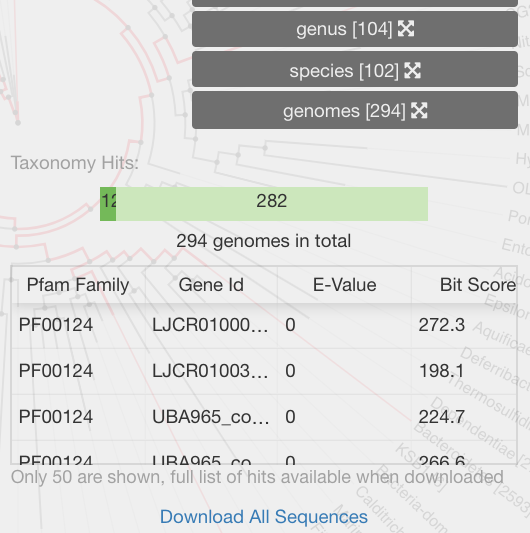 genus [104]
species [102]
genomes [294]
Taxonomy Hits:
12 282
294 genomes in total
Pfam Family Gene Id E-Value Bit Score
PF00124 LJCR01000... 0 272.3
PF00124 LJCR01003... 0 198.1
PF00124 UBA965_co... 0 224.7
PF00124 UBA965_co... 0 266.6
Only 50 are shown, full list of hits available when downloaded
Download All Sequences